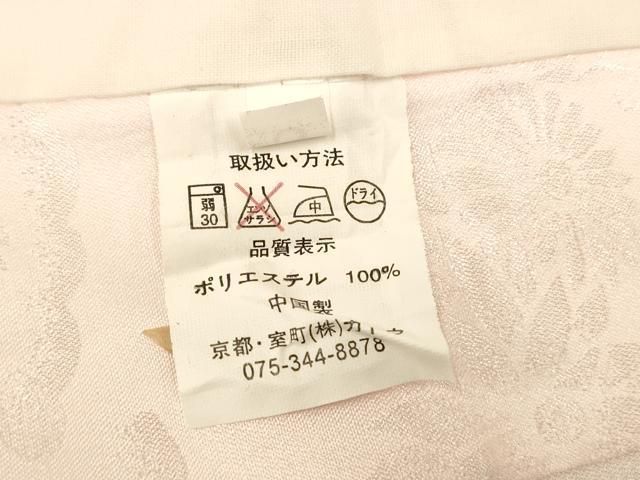 取扱い方法
弱
30
エンソ
サラシ
中
ドライ
品質表示
ポリエステル 100%
中国製
京都・室町(株)
075-344-8878